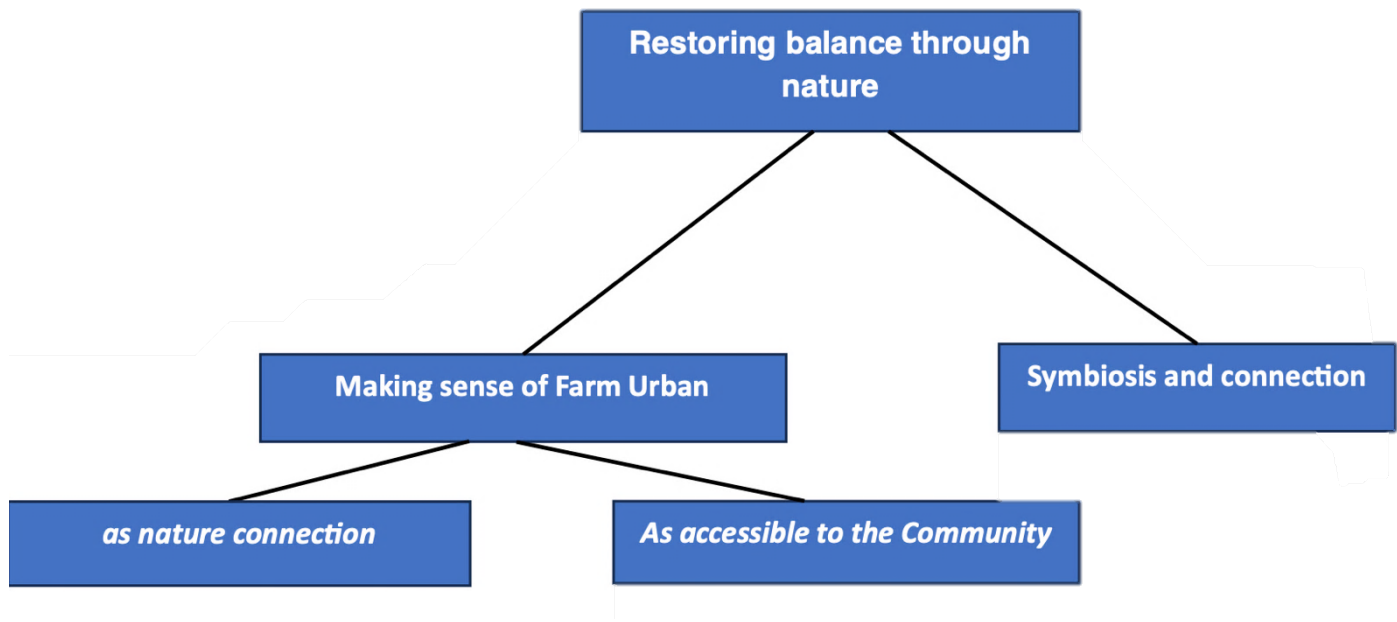 Restoring balance through
nature
Making sense of Farm Urban
Symbiosis and connection
as nature connection
As accessible to the Community